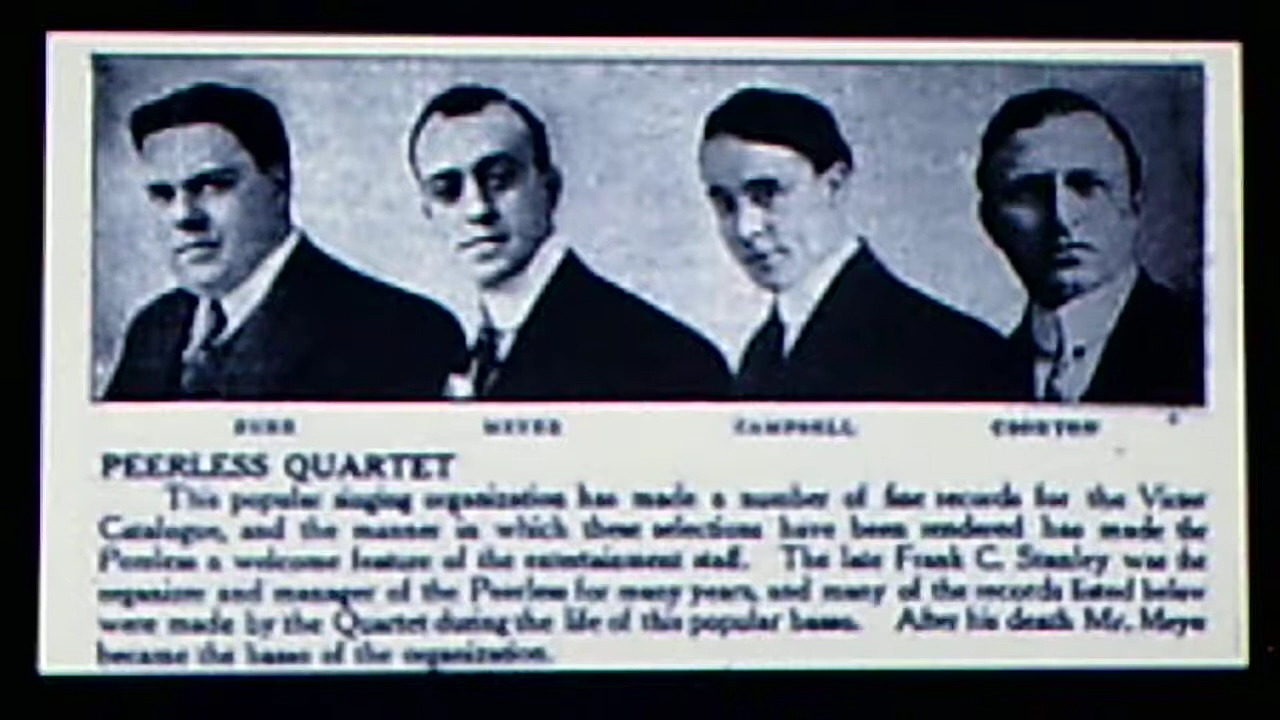 BURR MEYER CAMPBELL CROXTON
PEERLESS QUARTET
This popular singing organization has made a number of fine records for the Victor
Catalogue, and the manner in which these selections have been rendered has made the
Peerless a welcome feature of the entertainment staff. The late Frank C. Stanley was the
organizer and manager of the Peerless for many years, and many of the records listed below
were made by the Quartet during the life of this popular basso. After his death Mr. Meyer
became the basso of the organization.